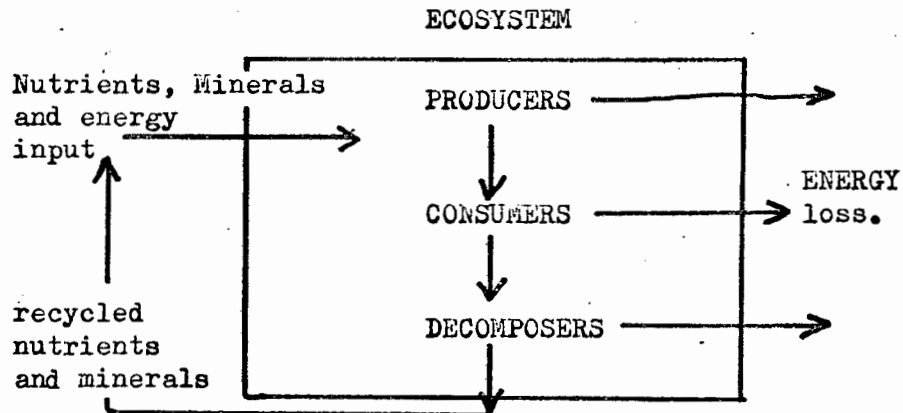 ECOSYSTEM
Nutrients, Minerals
and energy
input
PRODUCERS
CONSUMERS
ENERGY
loss.
DECOMPOSERS
recycled
nutrients
and minerals